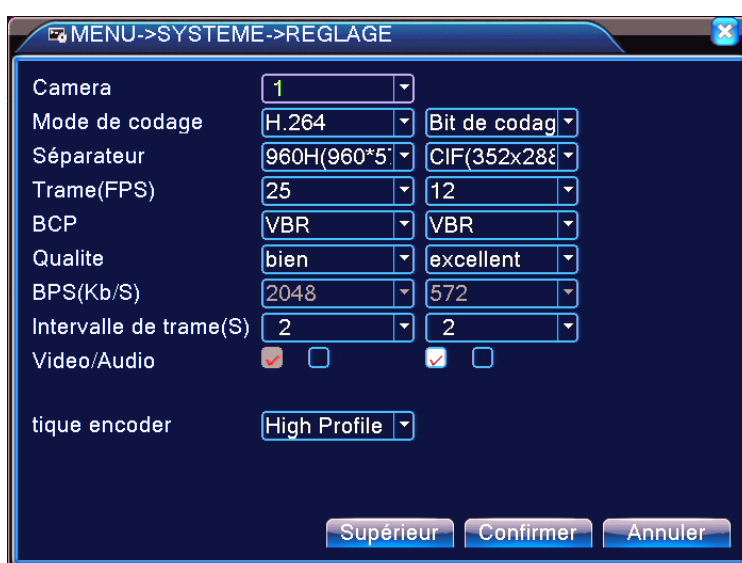 MENU->SYSTEME->REGLAGE
Camera 1
Mode de codage H.264 Bit de codag
Séparateur 960H(960*5 CIF(352x288
Trame(FPS) 25 12
BCP VBR VBR
Qualite bien excellent
BPS(Kb/S) 2048 572
Intervalle de trame(S) 2 2
Video/Audio
tique encoder High Profile
Supérieur Confirmer Annuler